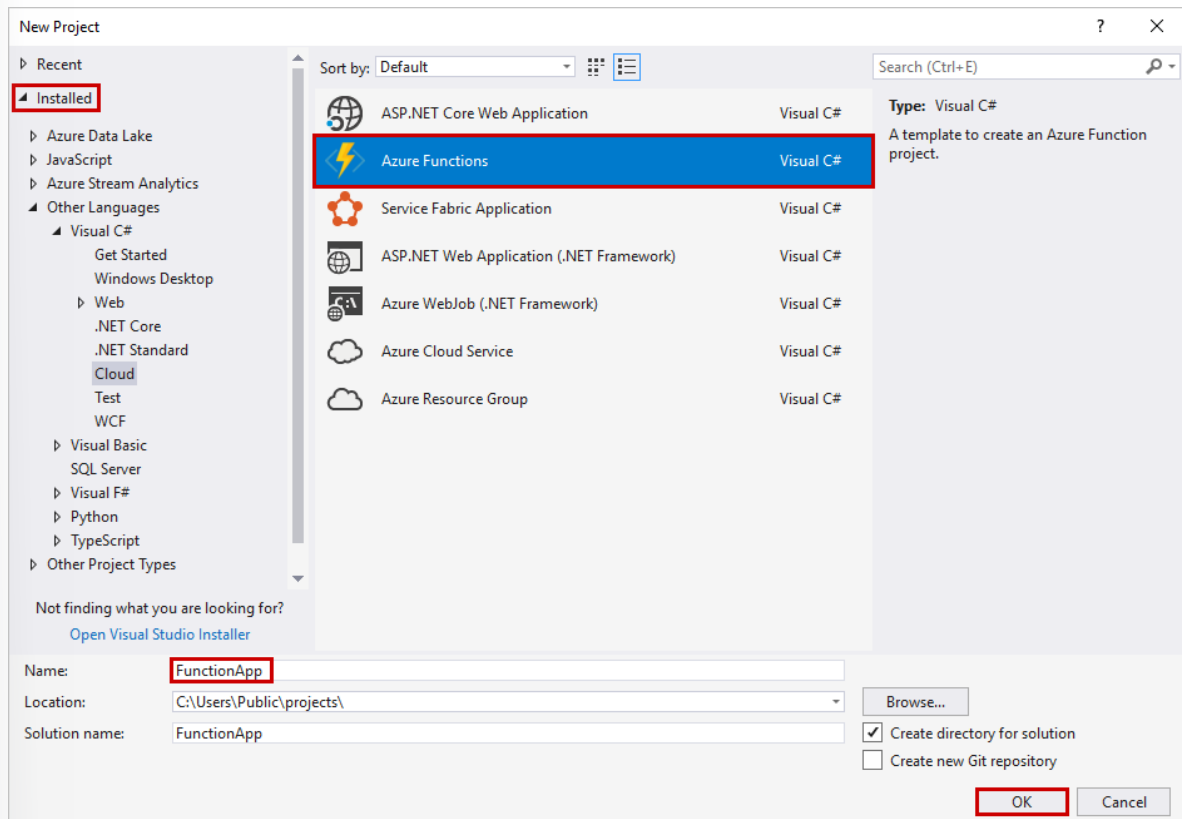 New Project
?
Recent
Installed
Azure Data Lake
JavaScript
Azure Stream Analytics
Other Languages
Visual C#
Get Started
Windows Desktop
Web
.NET Core
.NET Standard
Cloud
Test
WCF
Visual Basic
SQL Server
Visual F#
Python
TypeScript
Other Project Types
Not finding what you are looking for?
Open Visual Studio Installer
Sort by: Default
ASP.NET Core Web Application Visual C#
Azure Functions Visual C#
Service Fabric Application Visual C#
ASP.NET Web Application (.NET Framework) Visual C#
Azure WebJob (.NET Framework) Visual C#
Azure Cloud Service Visual C#
Azure Resource Group Visual C#
Search (Ctrl+E)
Type: Visual C#
A template to create an Azure Function
project.
Name: FunctionApp
Location: C:\Users\Public\projects\
Browse...
Solution name: FunctionApp
Create directory for solution
Create new Git repository
OK Cancel